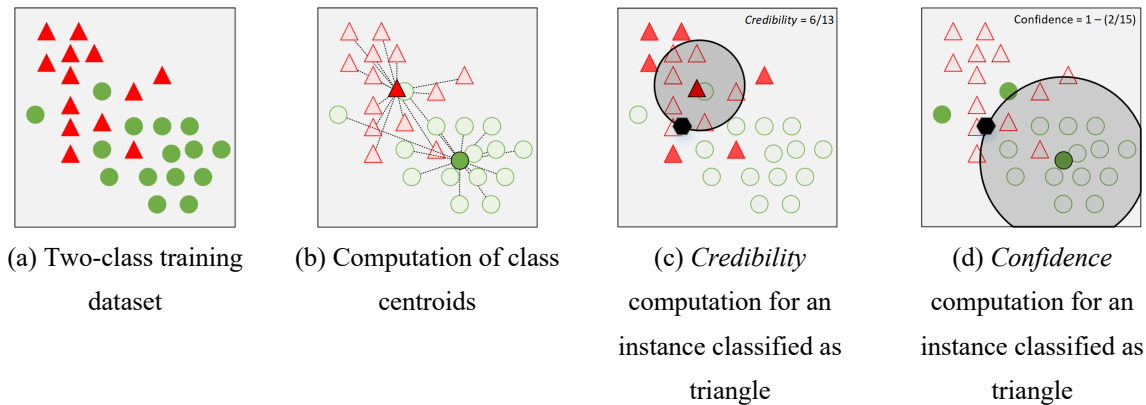 Credibility = 6/13
Confidence = 1 – (2/15)
(a) Two-class training
dataset
(b) Computation of class
centroids
(c) Credibility
computation for an
instance classified as
triangle
(d) Confidence
computation for an
instance classified as
triangle